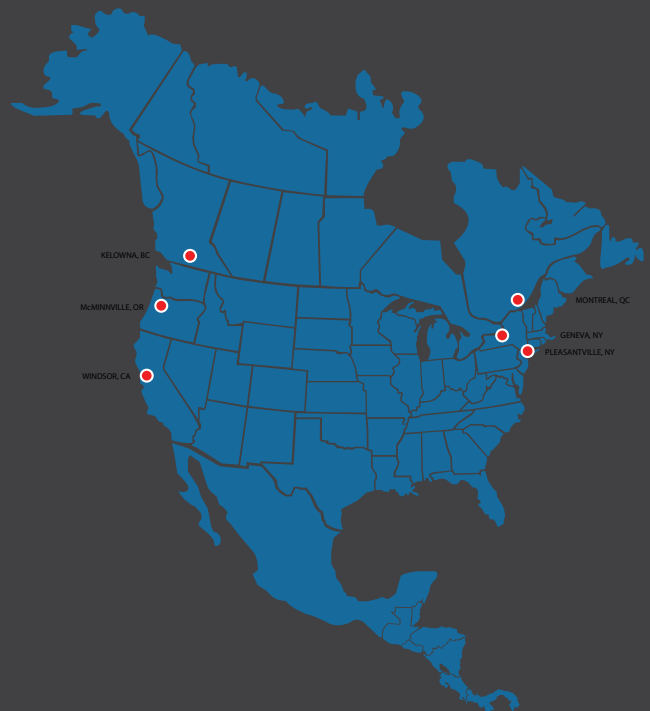 KELOWNA, BC
McMINNVILLE, OR
MONTREAL, QC
GENEVA, NY
PLEASANTVILLE, NY
WINDSOR, CA